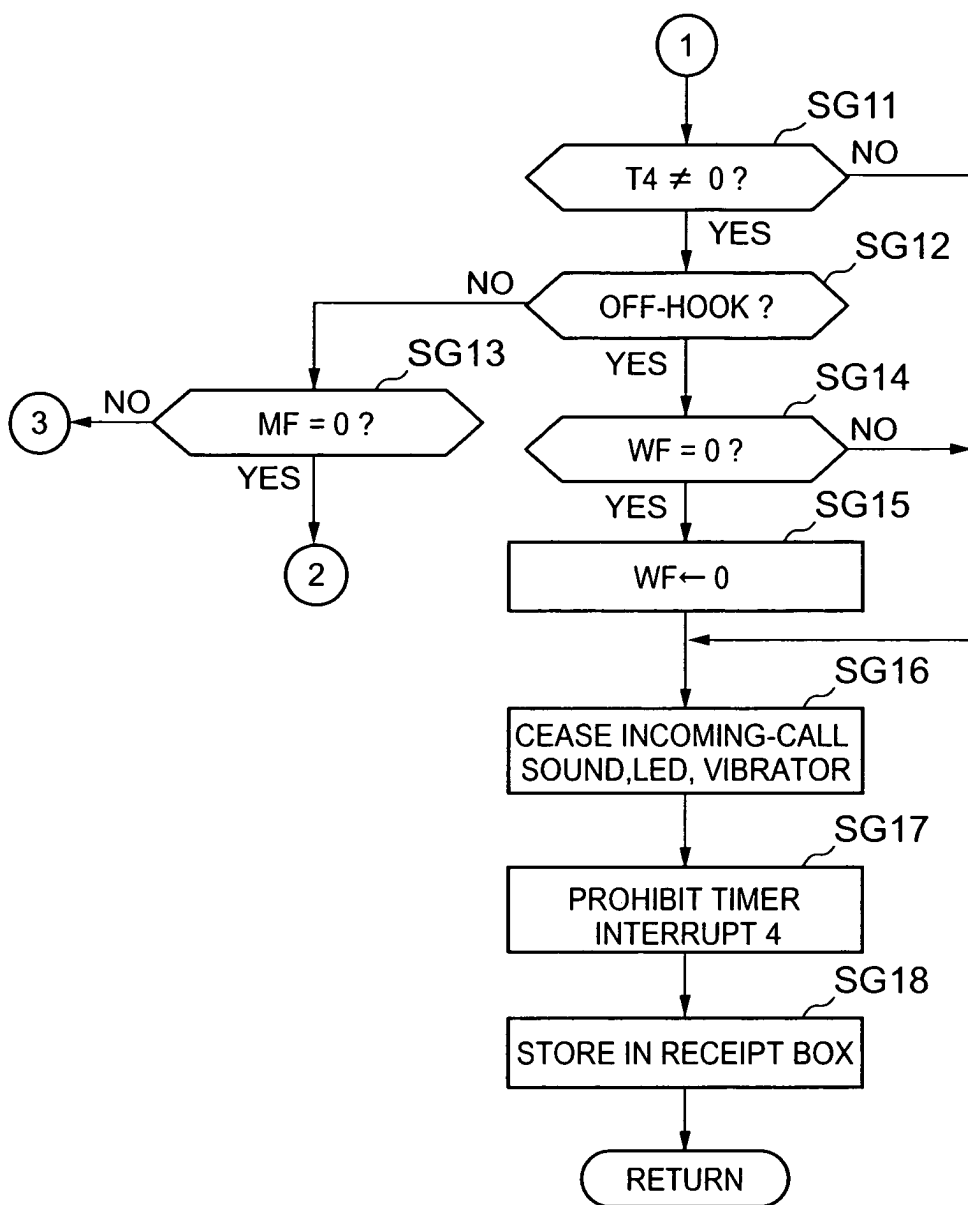 1
SG11
T4 ≠ 0 ?
NO
YES
SG12
NO
OFF-HOOK ?
YES
SG13
SG14
3
NO
MF = 0 ?
WF = 0 ?
NO
YES
YES
SG15
2
WF← 0
SG16
CEASE INCOMING-CALL
SOUND,LED, VIBRATOR
SG17
PROHIBIT TIMER
INTERRUPT 4
SG18
STORE IN RECEIPT BOX
RETURN